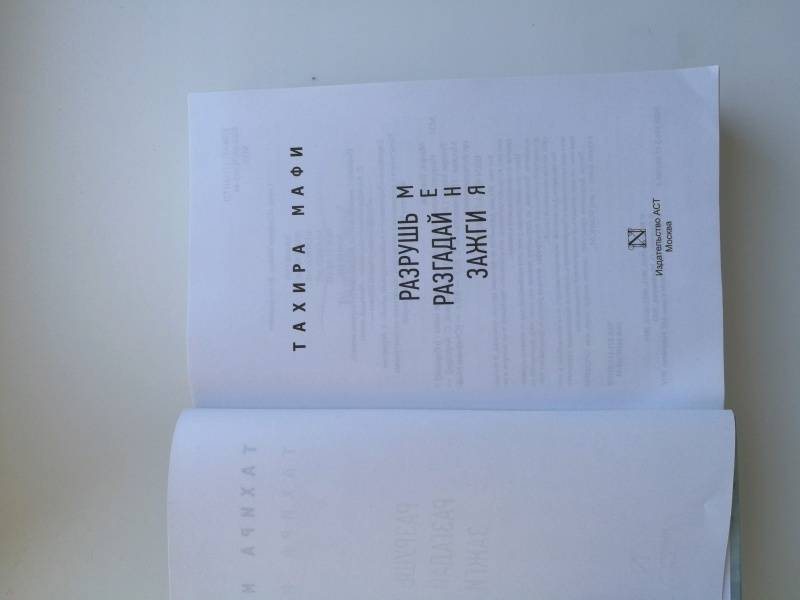 ТАХИРА МАФИ
РАЗРУШЬ М
РАЗГАДАЙ Е
ЗАЖГИ Н
Я
Издательство АСТ
Москва